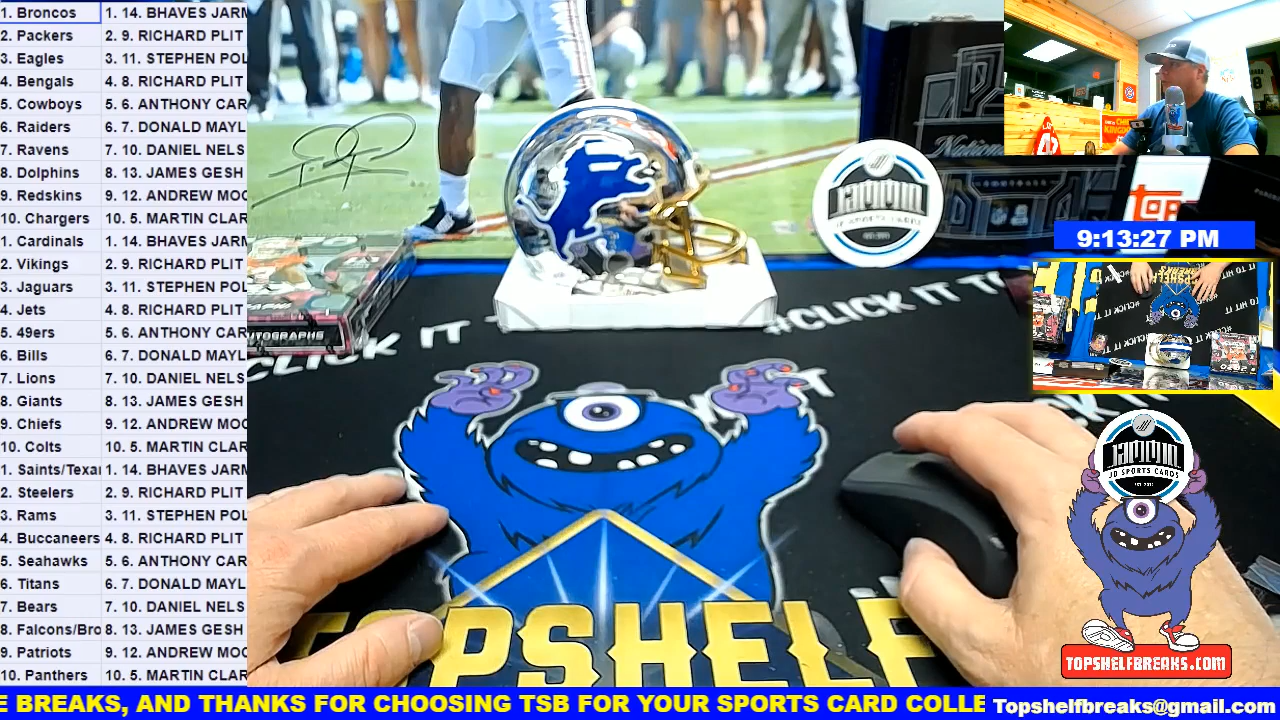 1. Broncos 1. 14. BHAVES JARM
2. Packers 2. 9. RICHARD PLIT
3. Eagles 3. 11. STEPHEN POL
4. Bengals 4. 8. RICHARD PLIT
5. Cowboys 5. 6. ANTHONY CAR
6. Raiders 6. 7. DONALD MAYL
7. Ravens 7. 10. DANIEL NELS
8. Dolphins 8. 13. JAMES GESH
9. Redskins 9. 12. ANDREW MOO
10. Chargers 10. 5. MARTIN CLAR
1. Cardinals 1. 14. BHAVES JARM
2. Vikings 2. 9. RICHARD PLIT
3. Jaguars 3. 11. STEPHEN POL
4. Jets 4. 8. RICHARD PLIT
5. 49ers 5. 6. ANTHONY CAR
6. Bills 6. 7. DONALD MAYL
7. Lions 7. 10. DANIEL NELS
8. Giants 8. 13. JAMES GESH
9. Chiefs 9. 12. ANDREW MOO
10. Colts 10. 5. MARTIN CLAR
1. Saints/Texa 1. 14. BHAVES JARM
2. Steelers 2. 9. RICHARD PLIT
3. Rams 3. 11. STEPHEN POL
4. Buccaneers 4. 8. RICHARD PLIT
5. Seahawks 5. 6. ANTHONY CAR
6. Titans 6. 7. DONALD MAYL
7. Bears 7. 10. DANIEL NELS
8. Falcons/Bro 8. 13. JAMES GESH
9. Patriots 9. 12. ANDREW MOO
10. Panthers 10. 5. MARTIN CLAR
JAMMIN
JD SPORTS CARDS
9:13:27 PM
CLICK IT T
#CLICK IT TO
TOPSHELF
JAMMIN
JD SPORTS CARDS
TOPSHELFBREAKS.COM
E BREAKS, AND THANKS FOR CHOOSING TSB FOR YOUR SPORTS CARD COLLE
Topshelfbreaks@gmail.com